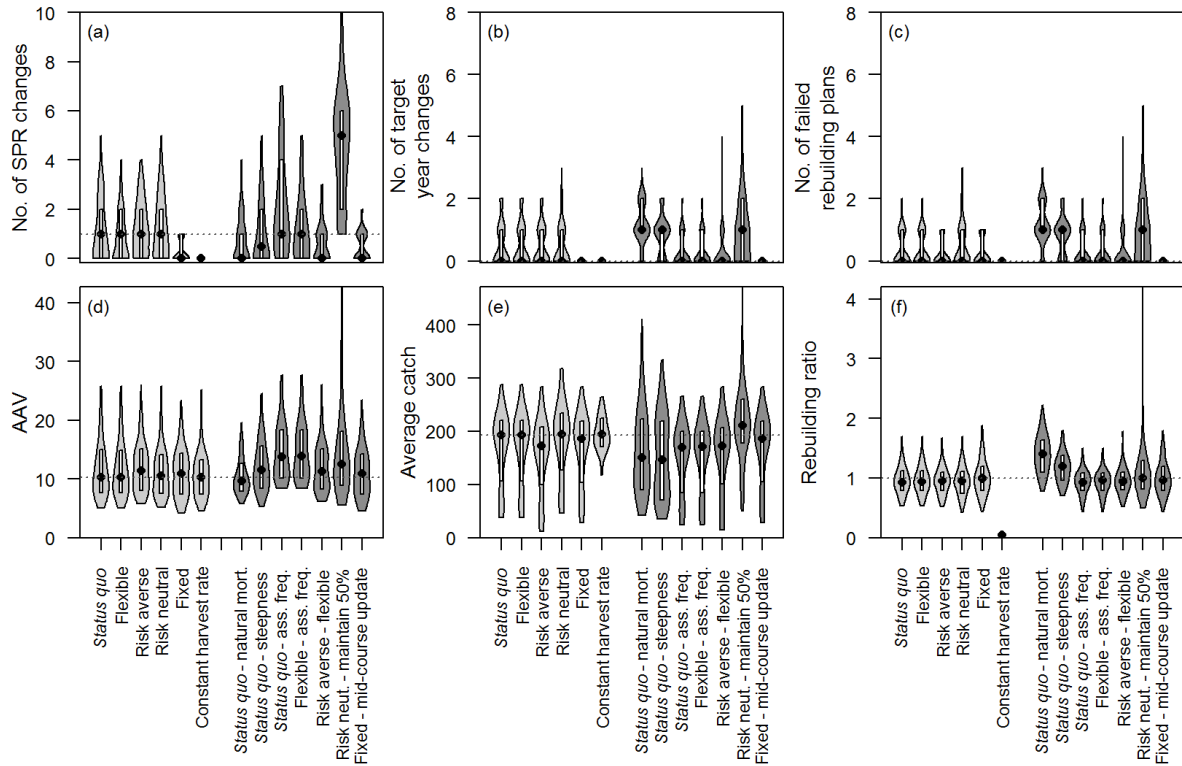 (a)
No. of SPR changes
10
8
6
4
2
0
(b)
No. of target
year changes
8
6
4
2
0
(c)
No. of failed
rebuilding plans
8
6
4
2
0
(d)
AAV
40
30
20
10
0
(e)
Average catch
400
300
200
100
0
(f)
Rebuilding ratio
4
3
2
1
0
Status quo
Flexible
Risk averse
Risk neutral
Fixed
Constant harvest rate
Status quo - natural mort.
Status quo - steepness
Status quo - ass. freq.
Flexible - ass. freq.
Risk averse - flexible
Risk neut. - maintain 50%
Fixed - mid-course update
Status quo
Flexible
Risk averse
Risk neutral
Fixed
Constant harvest rate
Status quo - natural mort.
Status quo - steepness
Status quo - ass. freq.
Flexible - ass. freq.
Risk averse - flexible
Risk neut. - maintain 50%
Fixed - mid-course update
Status quo
Flexible
Risk averse
Risk neutral
Fixed
Constant harvest rate
Status quo - natural mort.
Status quo - steepness
Status quo - ass. freq.
Flexible - ass. freq.
Risk averse - flexible
Risk neut. - maintain 50%
Fixed - mid-course update